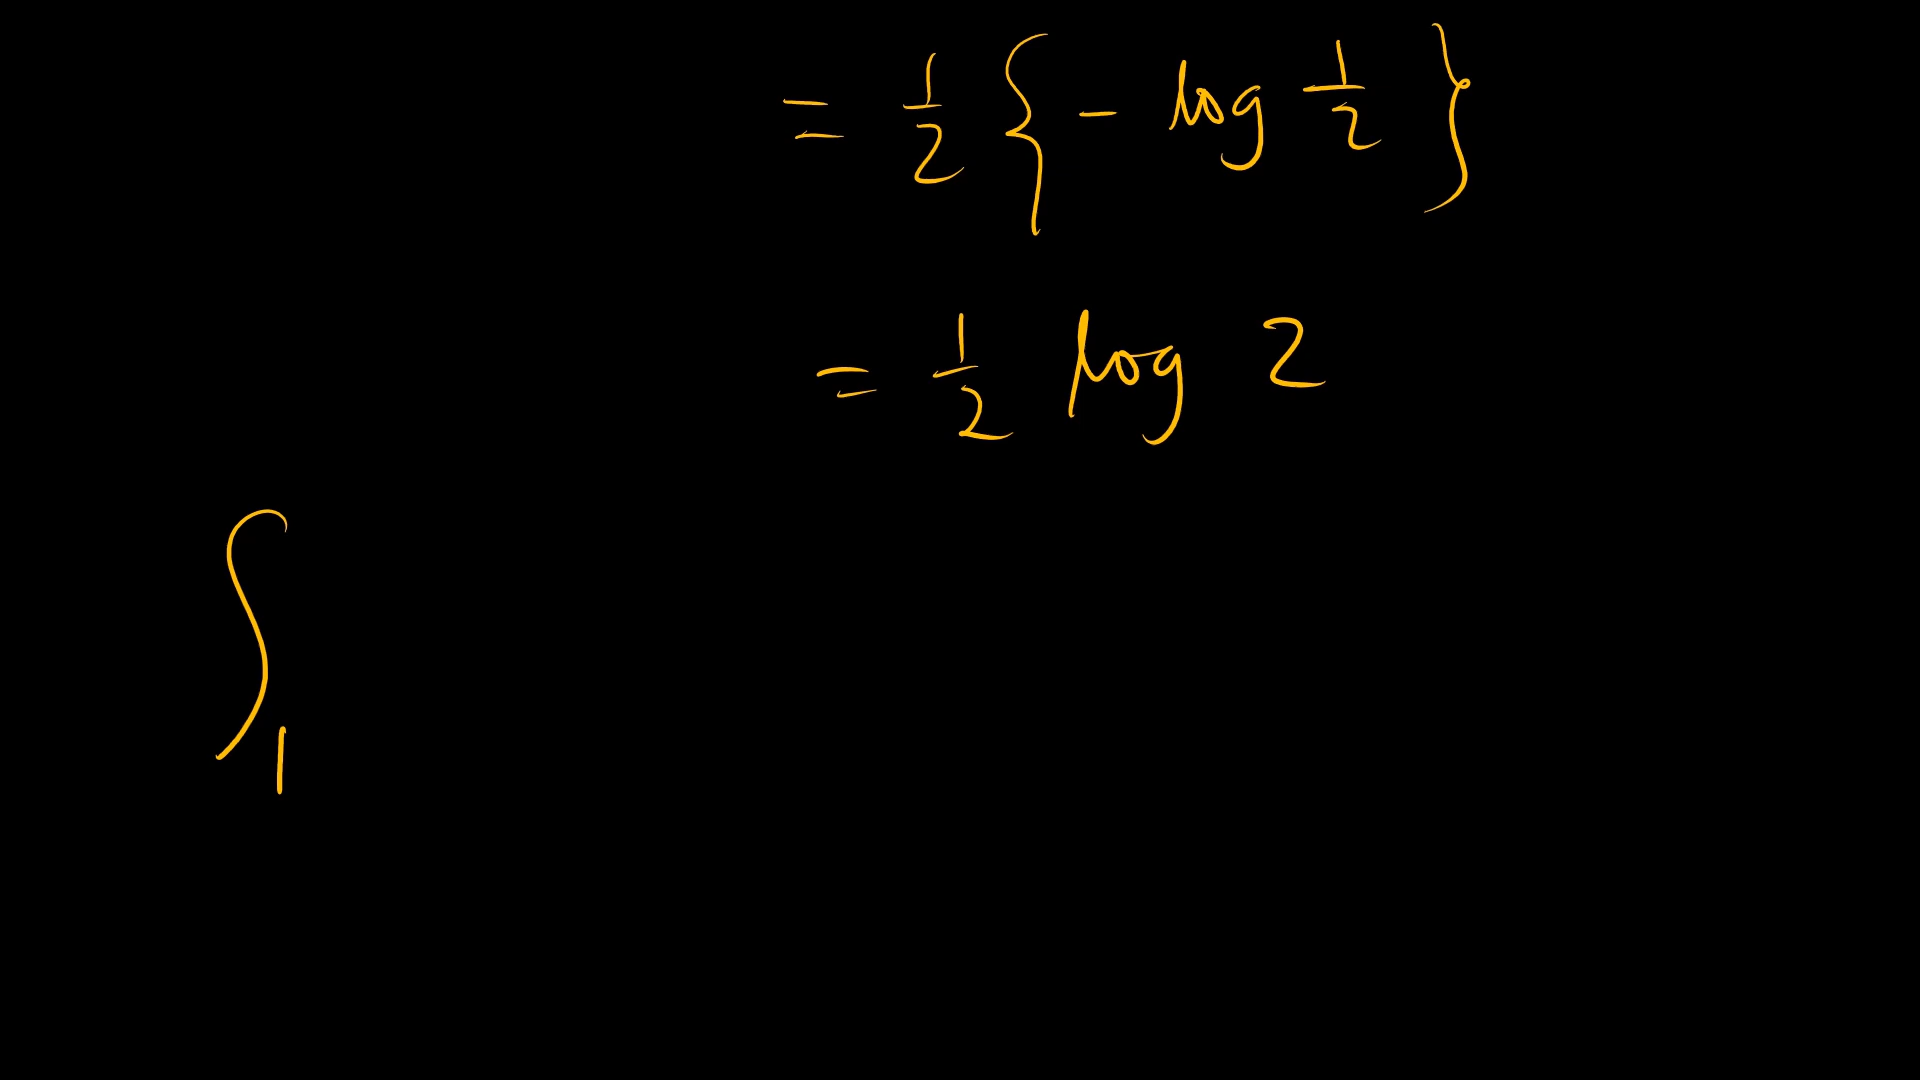 = 1/2 { - log 1/2 }
= 1/2 log 2
∫₁